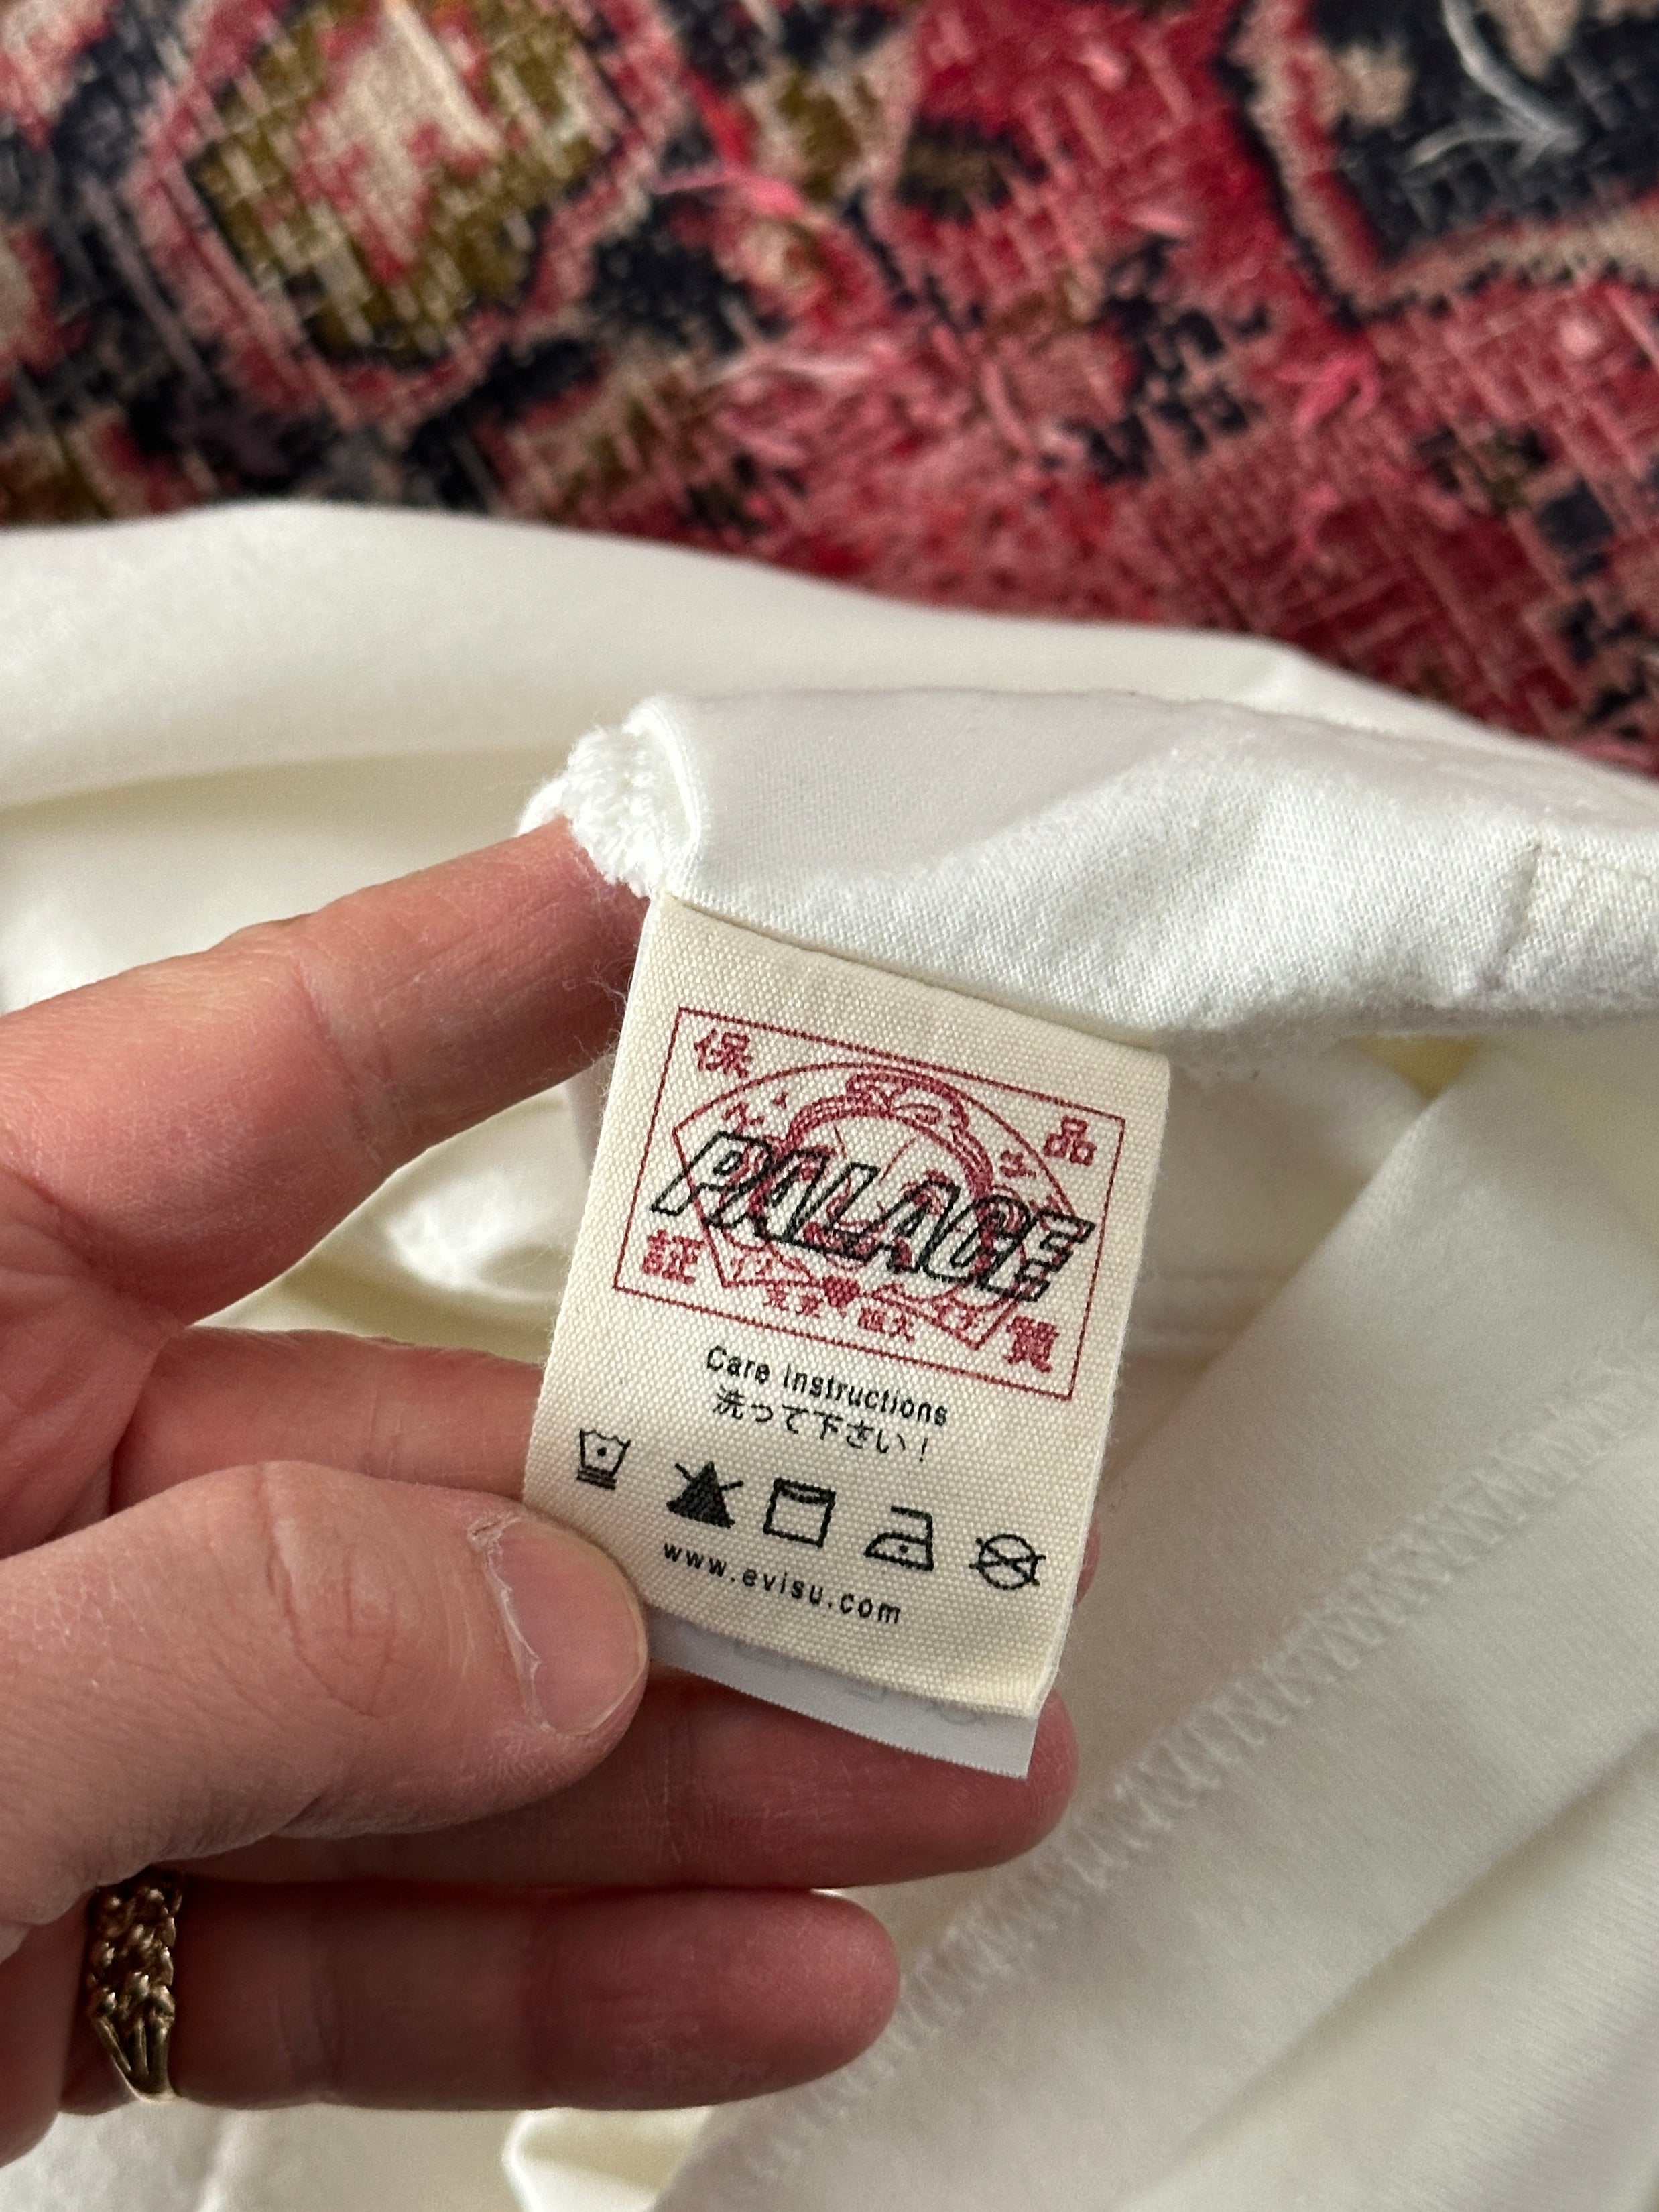 保 品
PALACE
証 質
Care instructions
洗って下さい！
www.evisu.com